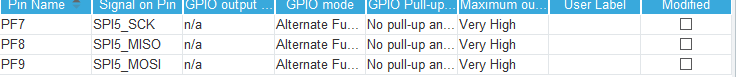 Pin Name Signal on Pin GPIO output ... GPIO mode GPIO Pull-up... Maximum ou... User Label Modified
PF7 SPI5_SCK n/a Alternate Fu... No pull-up an... Very High
PF8 SPI5_MISO n/a Alternate Fu... No pull-up an... Very High
PF9 SPI5_MOSI n/a Alternate Fu... No pull-up an... Very High